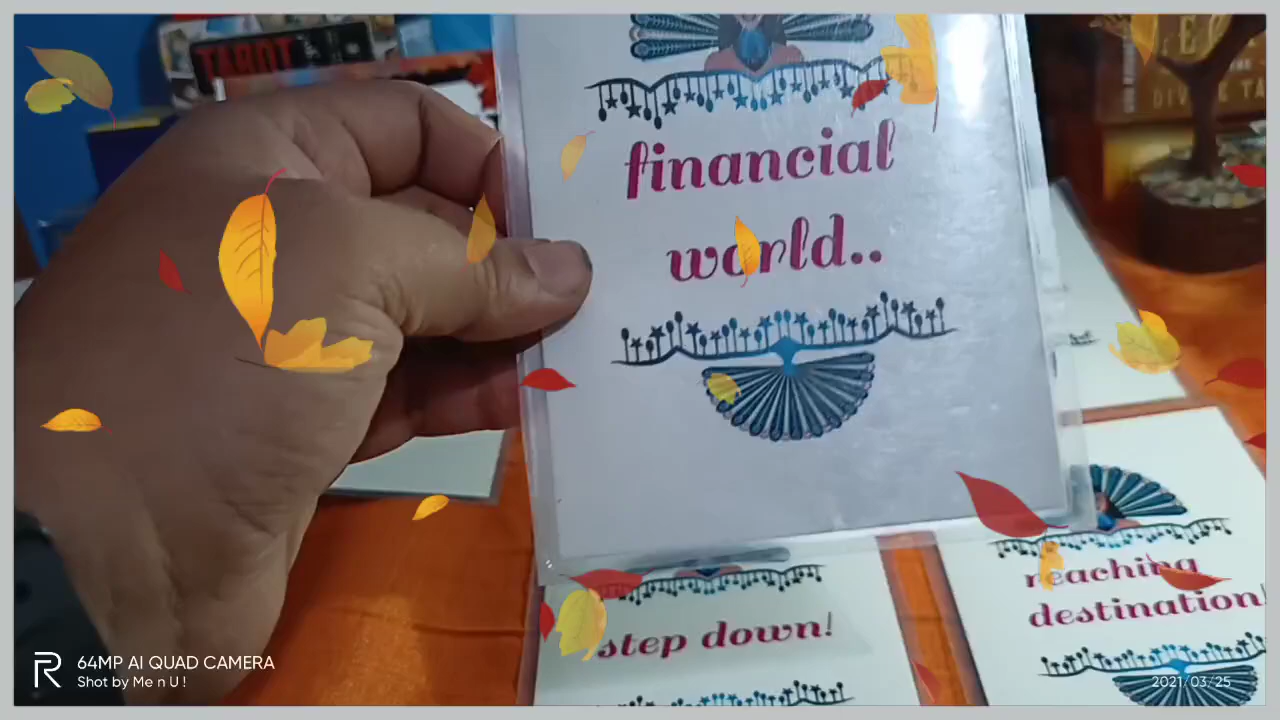 TAROT
financial
world..
step down!
reaching
destination!
64MP AI QUAD CAMERA
Shot by Me n U !
2021/03/25